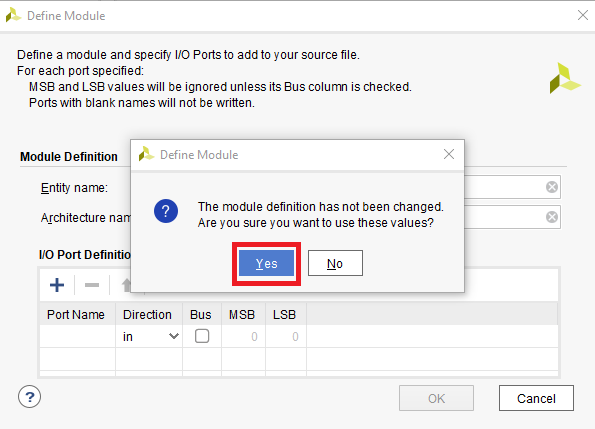 Define Module
Define a module and specify I/O Ports to add to your source file.
For each port specified:
MSB and LSB values will be ignored unless its Bus column is checked.
Ports with blank names will not be written.
Module Definition
Entity name:
Architecture nam
I/O Port Definition
Define Module
?
The module definition has not been changed.
Are you sure you want to use these values?
Yes No
Port Name Direction Bus MSB LSB
in 0 0
? OK Cancel